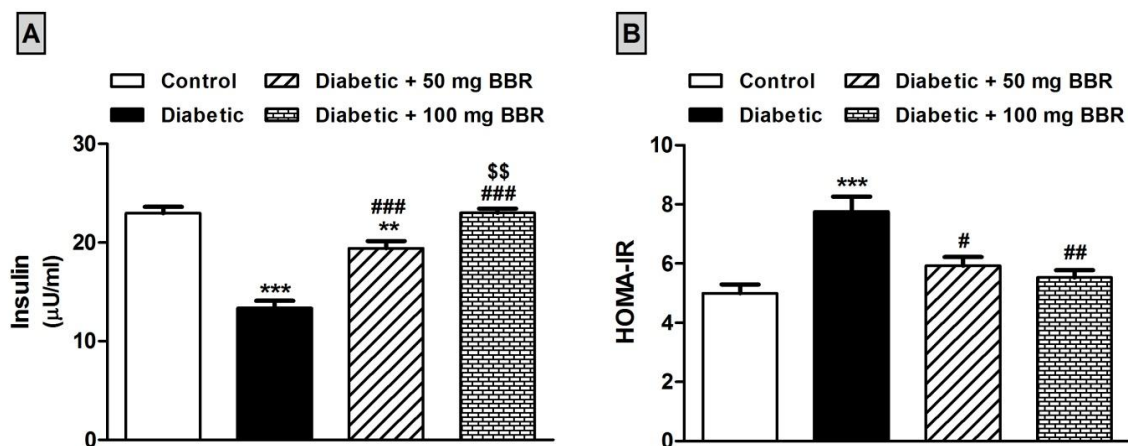 A
Control
Diabetic + 50 mg BBR
Diabetic
Diabetic + 100 mg BBR
Insulin
(μU/ml)
30
20
10
0
***
###
**
$$
###
B
Control
Diabetic + 50 mg BBR
Diabetic
Diabetic + 100 mg BBR
HOMA-IR
10
8
6
4
2
0
***
#
##